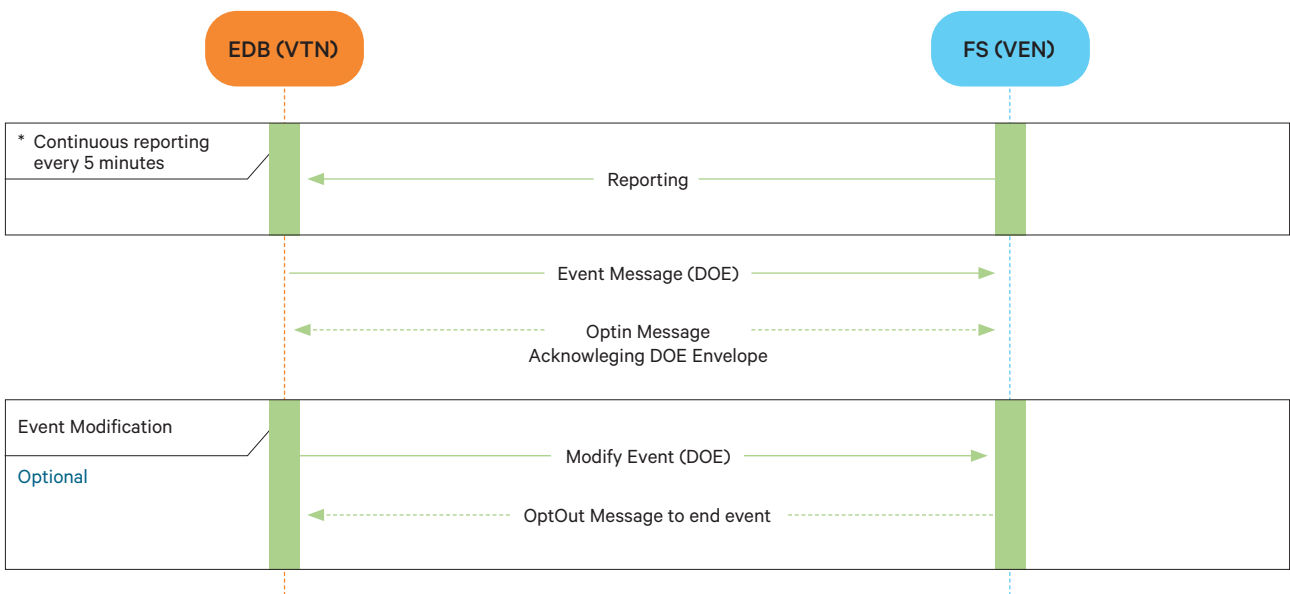 EDB (VTN)
FS (VEN)
* Continuous reporting
every 5 minutes
Reporting
Event Message (DOE)
Optin Message
Acknowleging DOE Envelope
Event Modification
Optional
Modify Event (DOE)
OptOut Message to end event